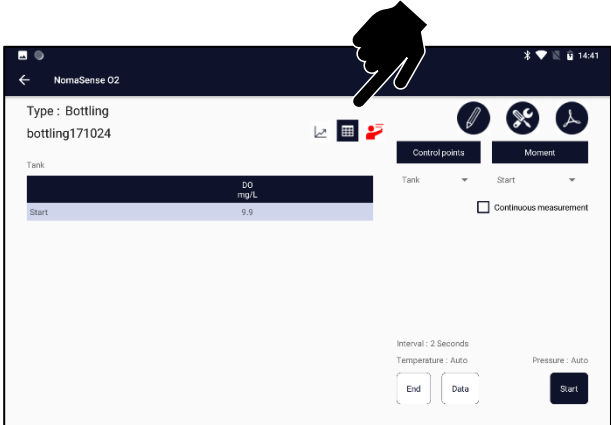 14:41
NomaSense O2
Type : Bottling
bottling171024
Control points
Moment
Tank
Tank
Start
DO
mg/L
Continuous measurement
Start
9.9
Interval : 2 Seconds
Temperature : Auto
Pressure : Auto
End
Data
Start